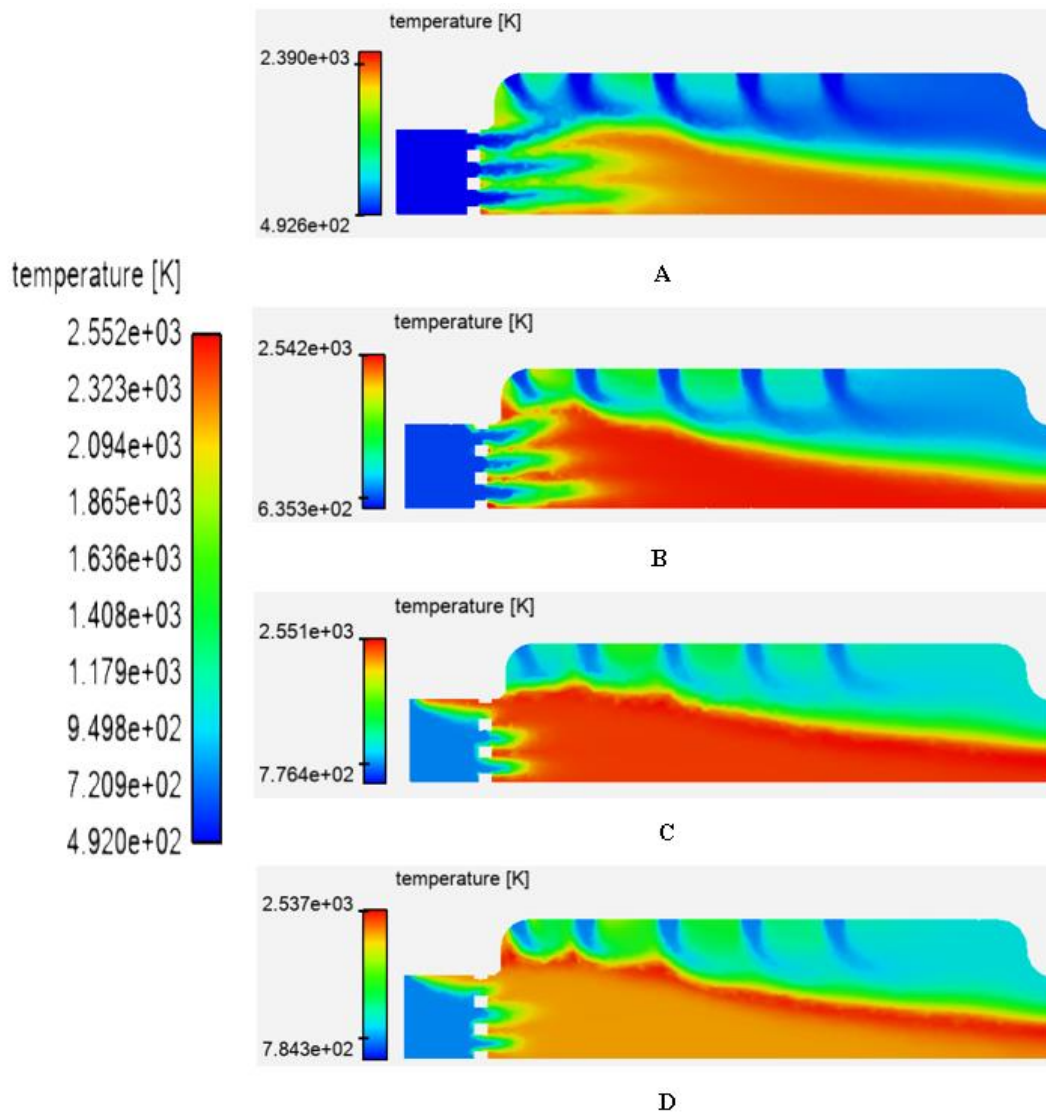 temperature [K]
2.390e+03
4.926e+02
A
temperature [K]
2.552e+03
2.323e+03
2.094e+03
1.865e+03
1.636e+03
1.408e+03
1.179e+03
9.498e+02
7.209e+02
4.920e+02
temperature [K]
2.542e+03
6.353e+02
B
temperature [K]
2.551e+03
7.764e+02
C
temperature [K]
2.537e+03
7.843e+02
D